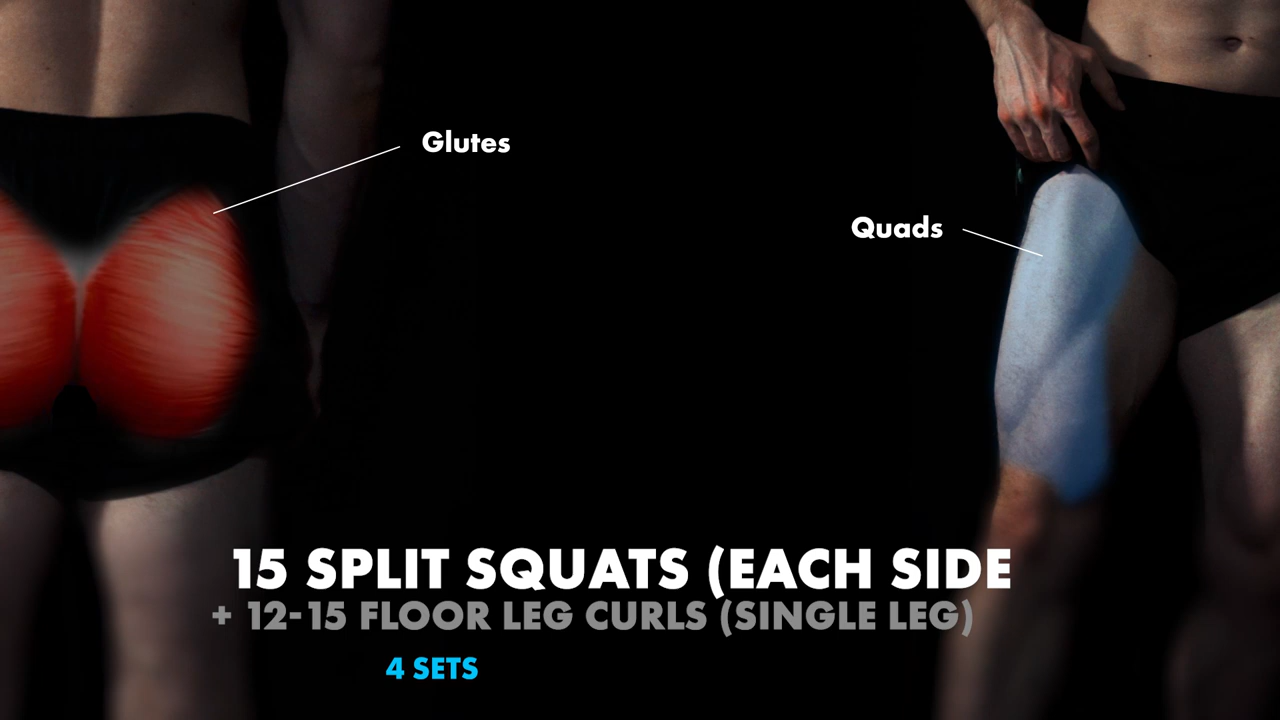 Glutes
Quads
15 SPLIT SQUATS (EACH SIDE
+ 12-15 FLOOR LEG CURLS (SINGLE LEG)
4 SETS